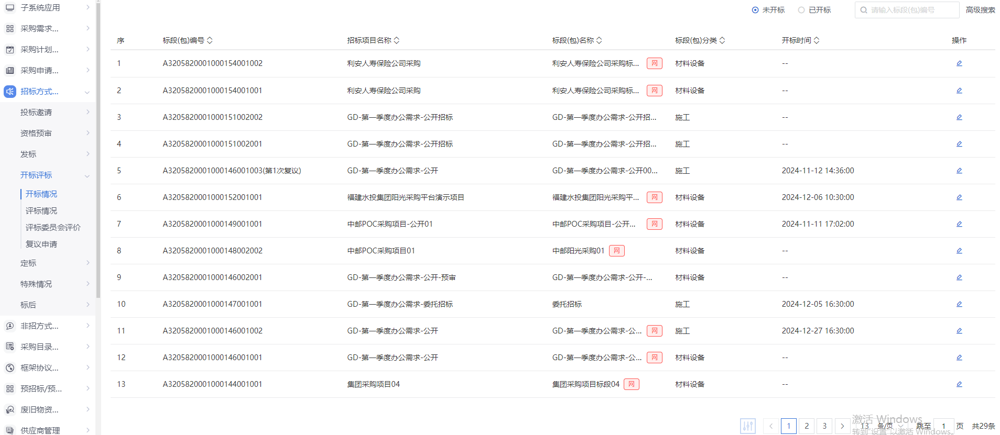 子系统应用
采购需求...
采购计划...
采购申请...
招标方式...
投标邀请
资格预审
发标
开标评标
开标情况
评标情况
评标委员会评价
复议申请
定标
特殊情况
标后
非招方式...
采购目录...
框架协议...
预招标/预...
废旧物资...
供应商管理
未开标 已开标 请输入标段(包)编号 高级搜索
序 标段(包)编号 招标项目名称 标段(包)名称 标段(包)分类 开标时间 操作
1 A3205820001000154001002 利安人寿保险公司采购 利安人寿保险公司采购标... 网 材料设备 --
2 A3205820001000154001001 利安人寿保险公司采购 利安人寿保险公司采购标... 网 材料设备 --
3 A3205820001000151002002 GD-第一季度办公需求-公开招标 GD-第一季度办公需求-公开招... 施工 --
4 A3205820001000151002001 GD-第一季度办公需求-公开招标 GD-第一季度办公需求-公开招... 施工 --
5 A3205820001000146001003(第1次复议) GD-第一季度办公需求-公开 GD-第一季度办公需求-公开00... 施工 2024-11-12 14:36:00
6 A3205820001000152001001 福建水投集团阳光采购平台演示项目 福建水投集团阳光采购平... 网 材料设备 2024-12-06 10:30:00
7 A3205820001000149001001 中邮POC采购项目-公开01 中邮POC采购项目-公开... 网 材料设备 2024-11-11 17:02:00
8 A3205820001000148002002 中邮POC采购项目01 中邮阳光采购01 网 材料设备 --
9 A3205820001000146002001 GD-第一季度办公需求-公开-预审 GD-第一季度办公需求-公开-... 材料设备 --
10 A3205820001000147001001 GD-第一季度办公需求-委托招标 委托招标 施工 2024-12-05 16:30:00
11 A3205820001000146001002 GD-第一季度办公需求-公开 GD-第一季度办公需求-公... 网 施工 2024-12-27 16:30:00
12 A3205820001000146001001 GD-第一季度办公需求-公开 GD-第一季度办公需求-公... 网 材料设备 --
13 A3205820001000144001001 集团采购项目04 集团采购项目标段04 网 材料设备 --
1 2 3 13 条/页 跳至 1 页 共29条
激活 Windows
转到"设置"以激活 Windows。